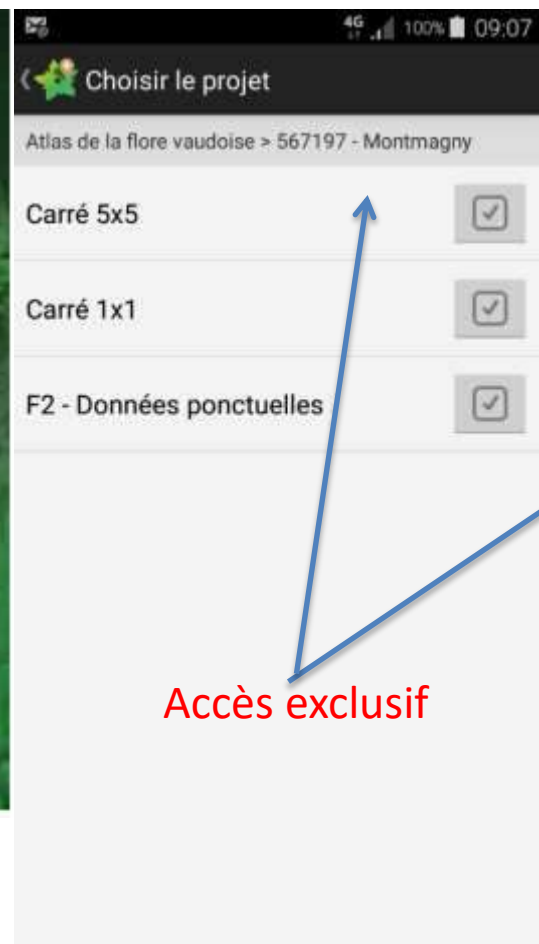 4G 100% 09:07
Choisir le projet
Atlas de la flore vaudoise > 567197 - Montmagny
Carré 5x5
Carré 1x1
F2 - Données ponctuelles
Accès exclusif